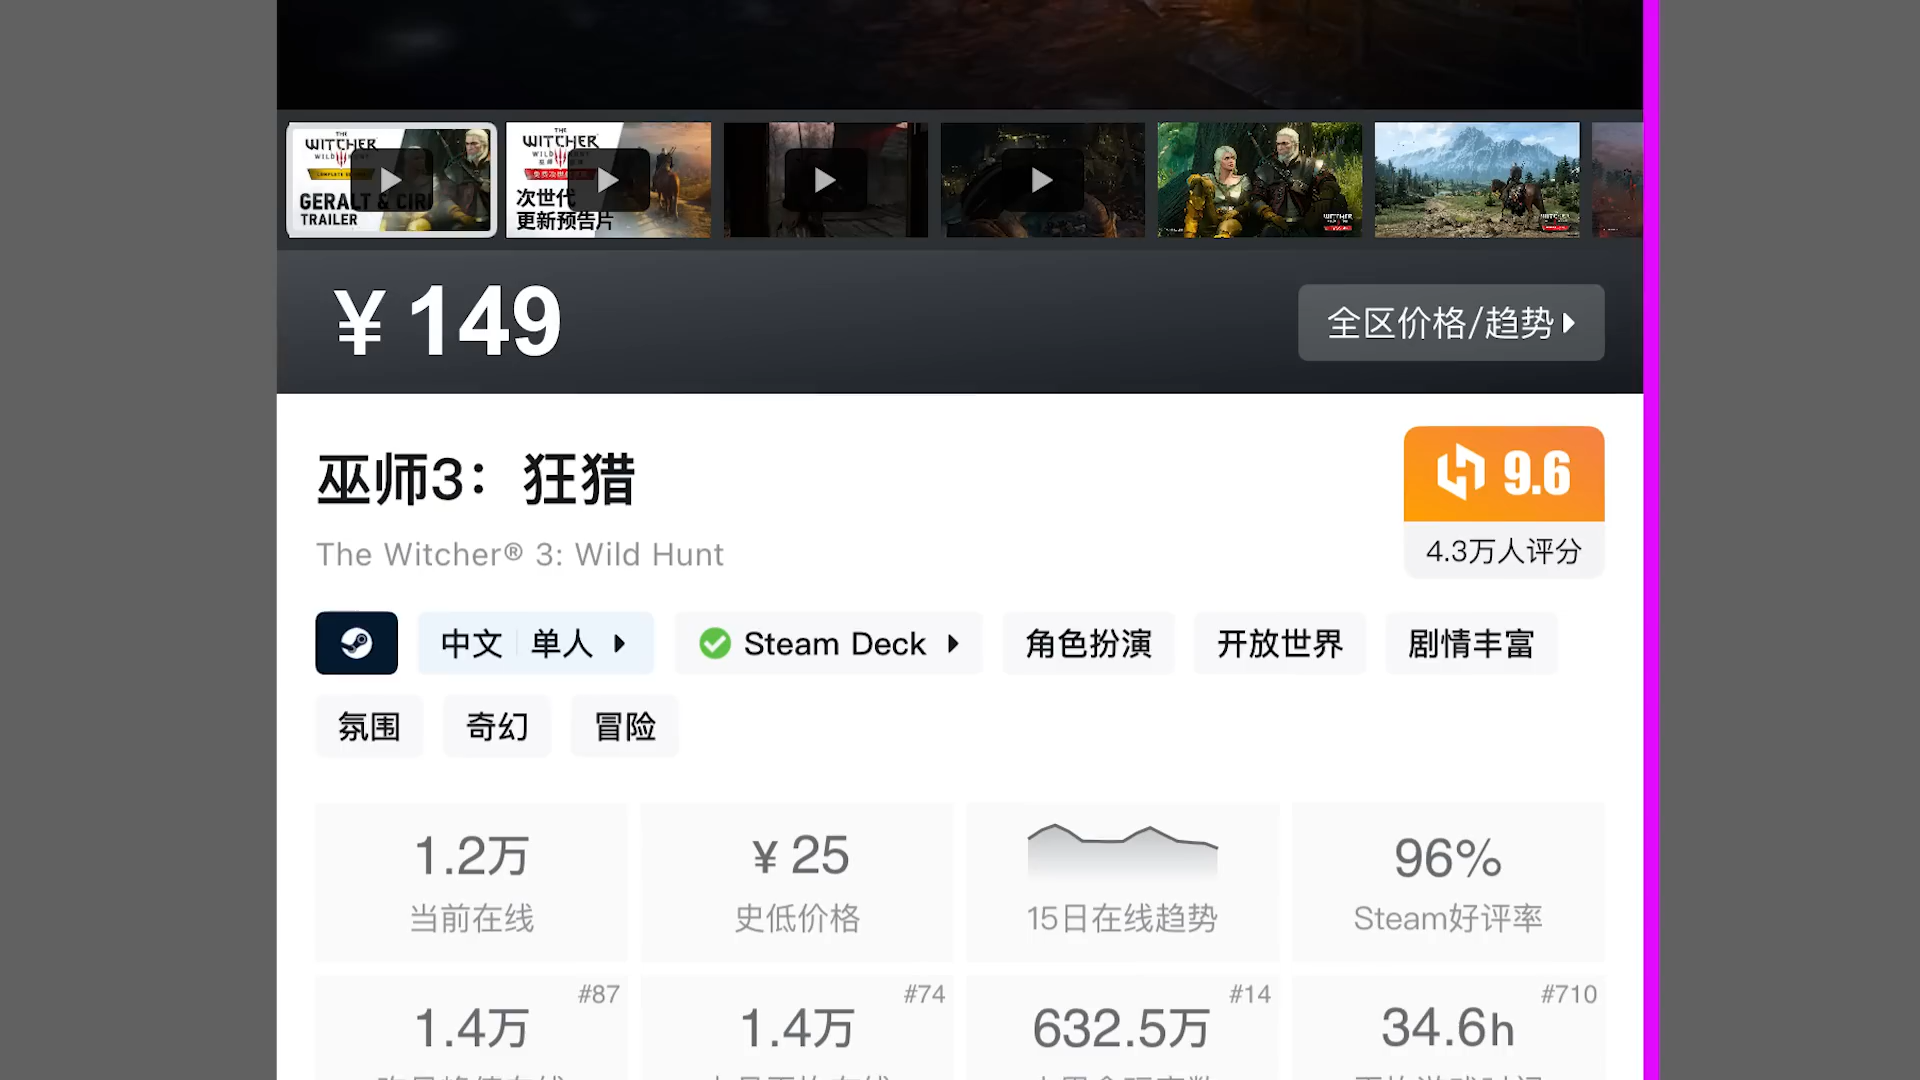 THE
WITCHER
GERALT & CIRI
TRAILER
THE
WITCHER
次世代
更新预告片
¥ 149
全区价格/趋势
巫师3：狂猎
9.6
The Witcher® 3: Wild Hunt
4.3万人评分
中文 单人
Steam Deck
角色扮演
开放世界
剧情丰富
氛围
奇幻
冒险
1.2万
¥ 25
96%
当前在线
史低价格
15日在线趋势
Steam好评率
#87
#74
#14
#710
1.4万
1.4万
632.5万
34.6h